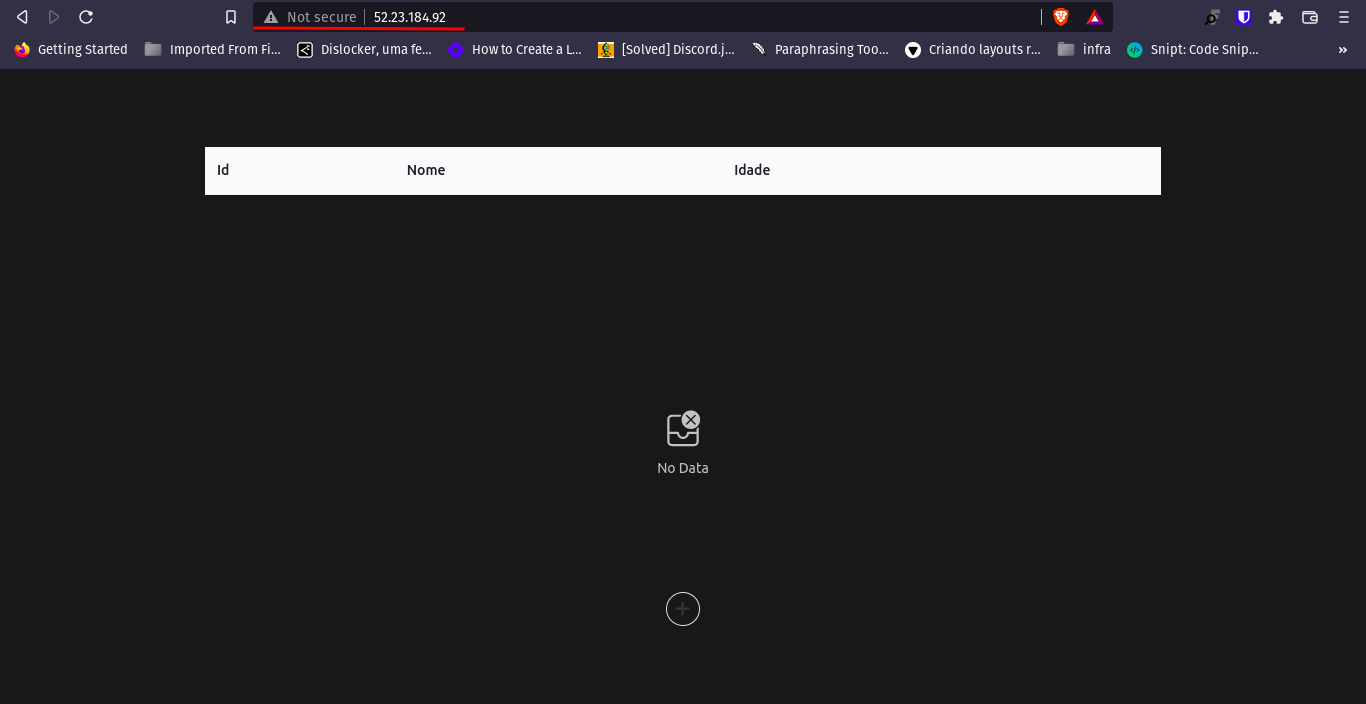 Not secure 52.23.184.92
Getting Started Imported From Fi... Dislocker, uma fe... How to Create a L... [Solved] Discord.j... Paraphrasing Too... Criando layouts r... infra Snipt: Code Snip... »
Id Nome Idade
No Data